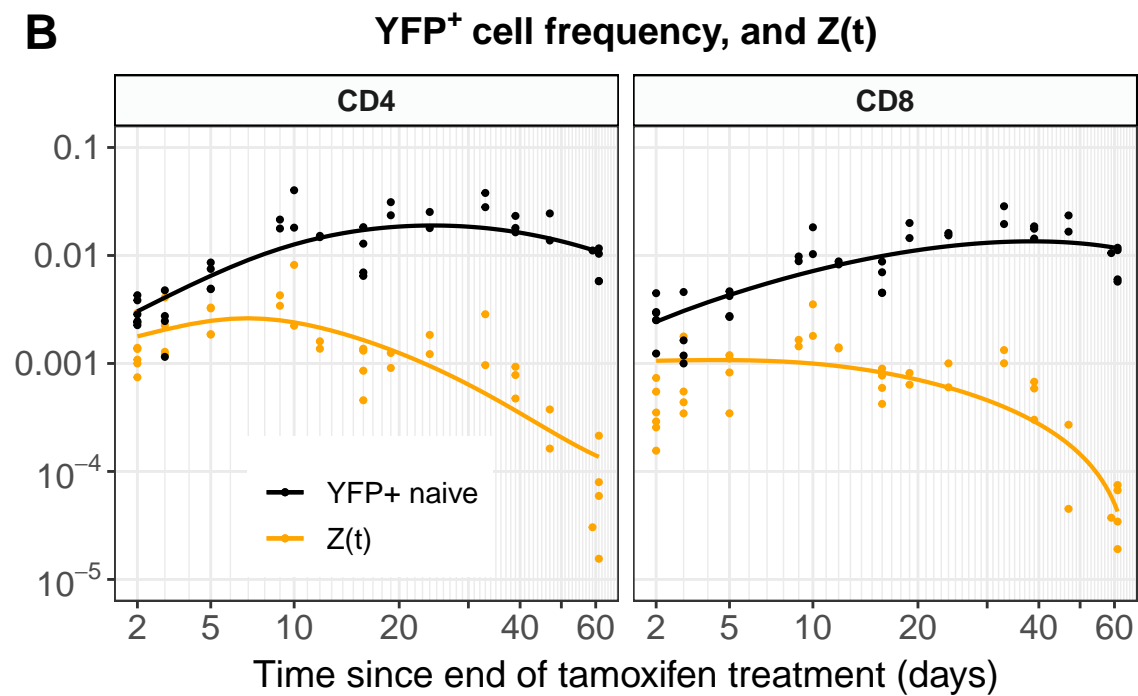 B
YFP⁺ cell frequency, and Z(t)
CD4
CD8
0.1
0.01
0.001
10⁻⁴
10⁻⁵
YFP+ naive
Z(t)
2 5 10 20 40 60
2 5 10 20 40 60
Time since end of tamoxifen treatment (days)